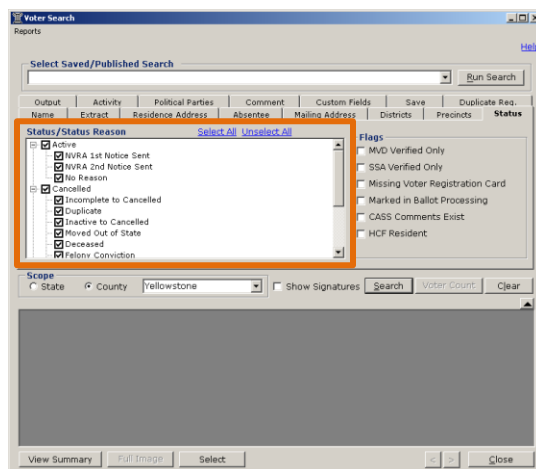 Voter Search
Reports
Help
Select Saved/Published Search
Run Search
Output Activity Political Parties Comment Custom Fields Save Duplicate Reg.
Name Extract Residence Address Absentee Mailing Address Districts Precincts Status
Status/Status Reason Select All Unselect All
Active
NVRA 1st Notice Sent
NVRA 2nd Notice Sent
No Reason
Cancelled
Incomplete to Cancelled
Duplicate
Inactive to Cancelled
Moved Out of State
Deceased
Felony Conviction
Flags
MVD Verified Only
SSA Verified Only
Missing Voter Registration Card
Marked in Ballot Processing
CASS Comments Exist
HCF Resident
Scope
State County Yellowstone Show Signatures Search Voter Count Clear
View Summary Full Image Select < > Close